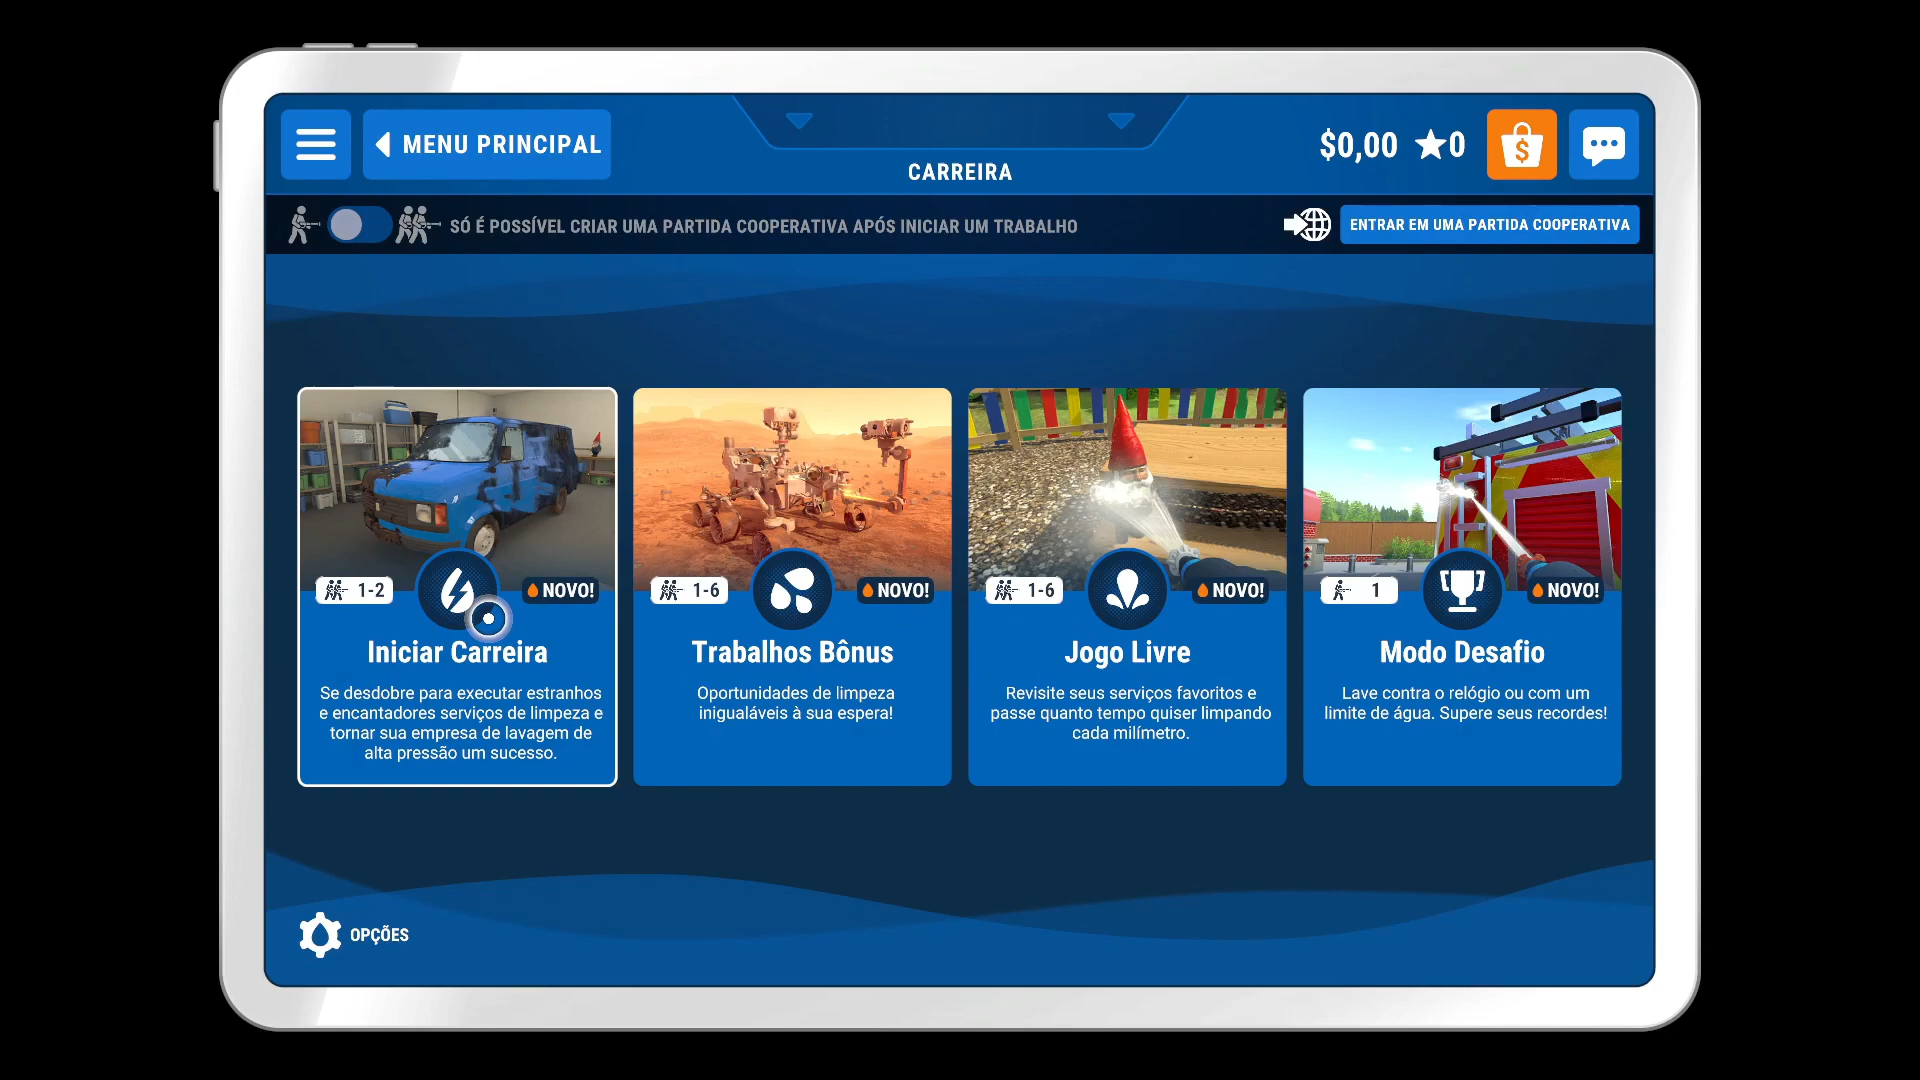 MENU PRINCIPAL
CARREIRA
$0,00 ★0
SÓ É POSSÍVEL CRIAR UMA PARTIDA COOPERATIVA APÓS INICIAR UM TRABALHO
ENTRAR EM UMA PARTIDA COOPERATIVA
1-2
NOVO!
Iniciar Carreira
Se desdobre para executar estranhos
e encantadores serviços de limpeza e
tornar sua empresa de lavagem de
alta pressão um sucesso.
1-6
NOVO!
Trabalhos Bônus
Oportunidades de limpeza
inigualáveis à sua espera!
1-6
NOVO!
Jogo Livre
Revisite seus serviços favoritos e
passe quanto tempo quiser limpando
cada milímetro.
1
NOVO!
Modo Desafio
Lave contra o relógio ou com um
limite de água. Supere seus recordes!
OPÇÕES